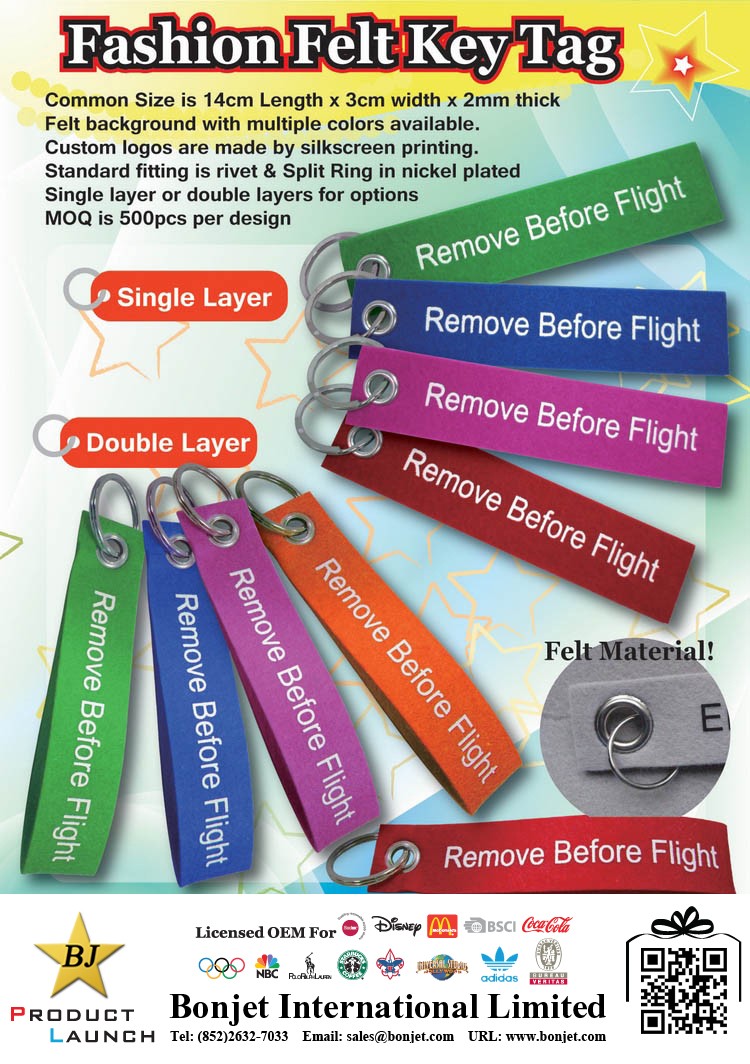 Fashion Felt Key Tag
Common Size is 14cm Length x 3cm width x 2mm thick
Felt background with multiple colors available.
Custom logos are made by silkscreen printing.
Standard fitting is rivet & Split Ring in nickel plated
Single layer or double layers for options
MOQ is 500pcs per design
Remove Before Flight
Single Layer
Remove Before Flight
Remove Before Flight
Double Layer
Remove Before Flight
Remove Before Flight
Remove Before Flight
Remove Before Flight
Remove Before Flight
Felt Material!
E
Remove Before Flight
BJ
PRODUCT
LAUNCH
Licensed OEM For
Disney
McDonald's
BSCI
Coca-Cola
NBC
POLO RALPH LAUREN
STARBUCKS COFFEE
UNIVERSAL STUDIOS
adidas
BUREAU
VERITAS
Bonjet International Limited
Tel: (852)2632-7033 Email: sales@bonjet.com URL: www.bonjet.com